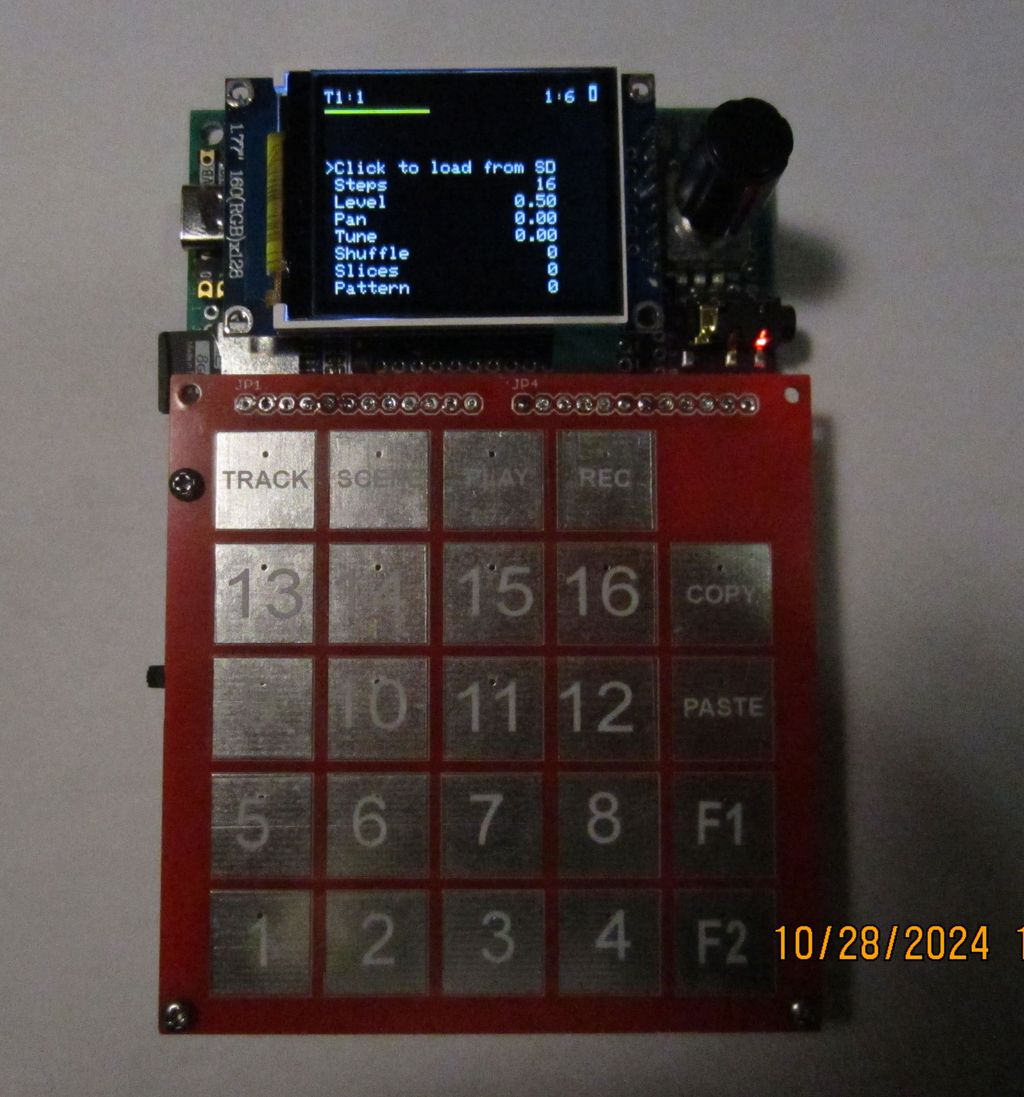 T1:1 1:6
1.77" 160(RGB)x128
>Click to load from SD
Steps 16
Level 0.50
Pan 0.00
Tune 0.00
Shuffle 0
Slices 0
Pattern 0
JP1 JP4
TRACK SCENE PLAY REC
13 14 15 16 COPY
10 11 12 PASTE
5 6 7 8 F1
1 2 3 4 F2
10/28/2024